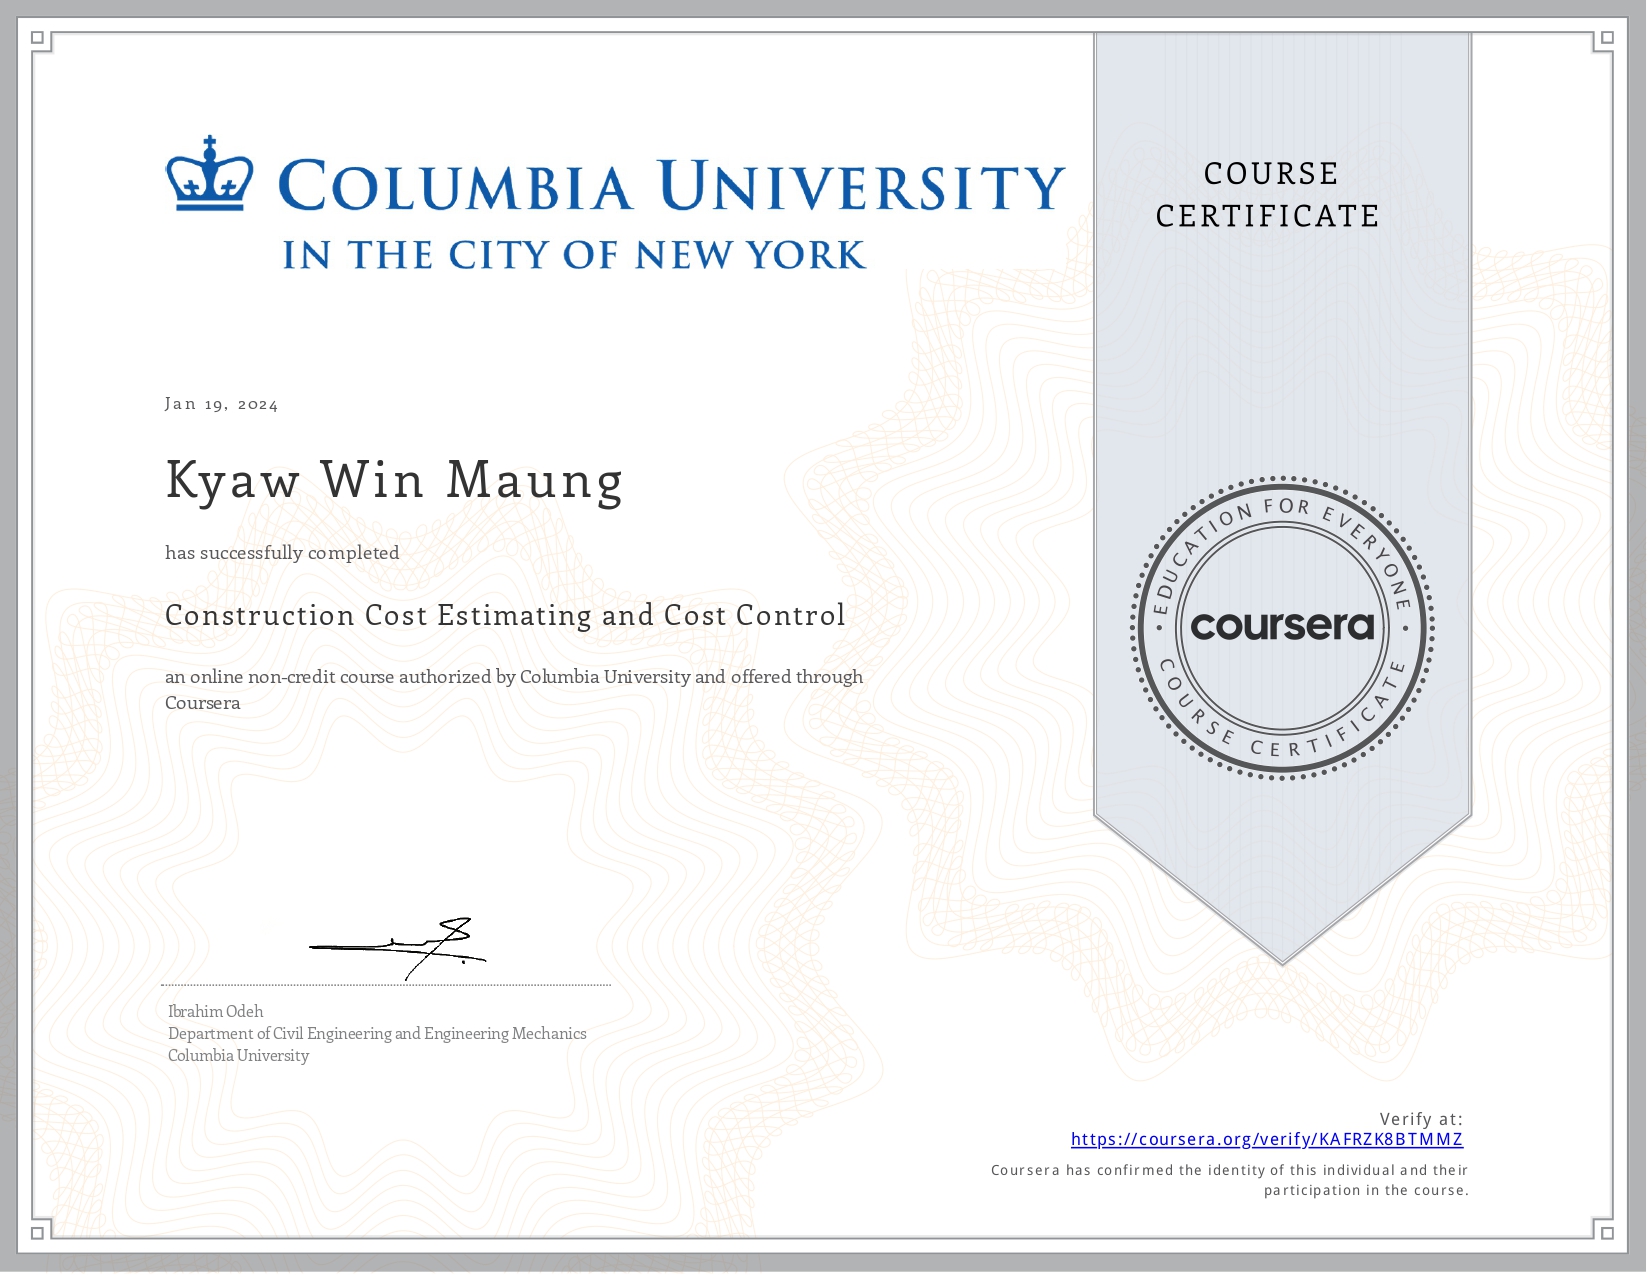 COLUMBIA UNIVERSITY
IN THE CITY OF NEW YORK
COURSE
CERTIFICATE
Jan 19, 2024
Kyaw Win Maung
has successfully completed
Construction Cost Estimating and Cost Control
an online non-credit course authorized by Columbia University and offered through
Coursera
EDUCATION FOR EVERYONE
coursera
COURSE CERTIFICATE
Ibrahim Odeh
Department of Civil Engineering and Engineering Mechanics
Columbia University
Verify at:
https://coursera.org/verify/KAFRZK8BTMMZ
Coursera has confirmed the identity of this individual and their
participation in the course.